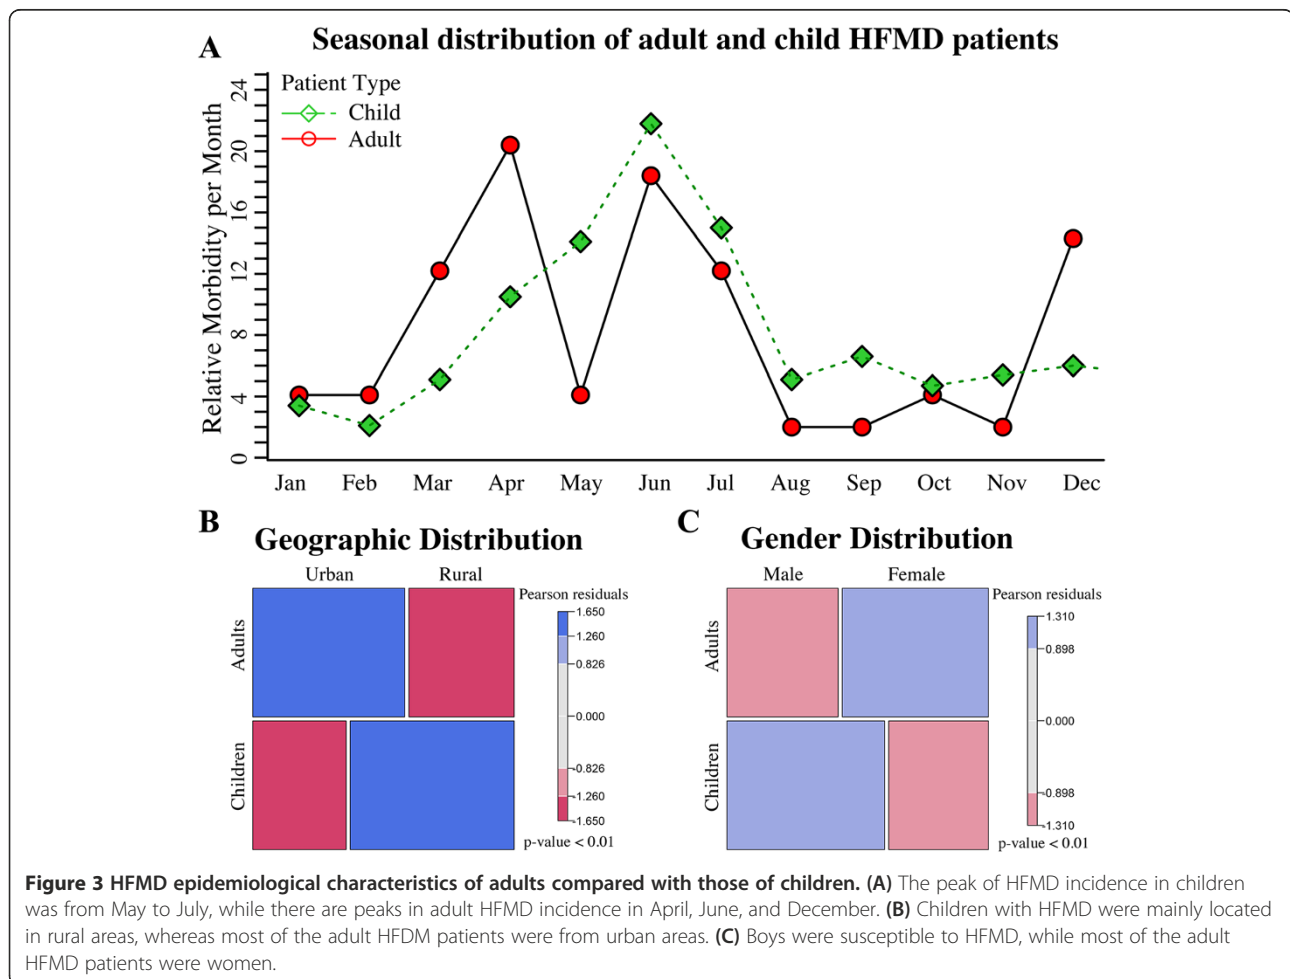 A
Seasonal distribution of adult and child HFMD patients
Patient Type
Child
Adult
Relative Morbidity per Month
24
20
16
12
8
4
0
Jan Feb Mar Apr May Jun Jul Aug Sep Oct Nov Dec
B
Geographic Distribution
Urban Rural
Adults
Children
Pearson residuals
1.650
1.260
0.826
0.000
-0.826
-1.260
-1.650
p-value < 0.01
C
Gender Distribution
Male Female
Adults
Children
Pearson residuals
1.310
0.898
0.000
-0.898
-1.310
p-value < 0.01
Figure 3 HFMD epidemiological characteristics of adults compared with those of children. (A) The peak of HFMD incidence in children
was from May to July, while there are peaks in adult HFMD incidence in April, June, and December. (B) Children with HFMD were mainly located
in rural areas, whereas most of the adult HFDM patients were from urban areas. (C) Boys were susceptible to HFMD, while most of the adult
HFMD patients were women.